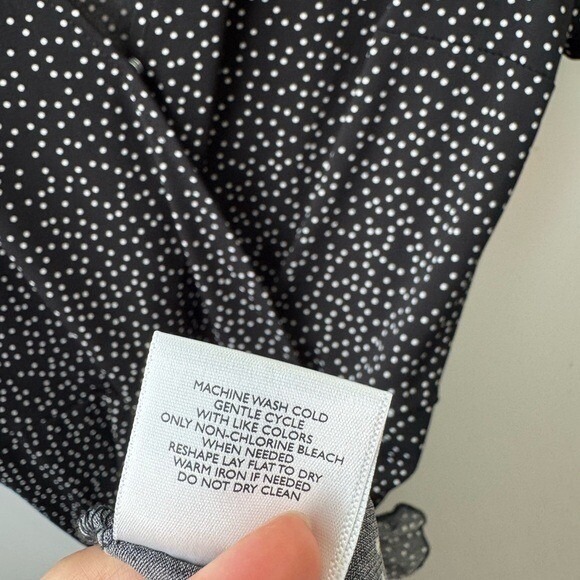 MACHINE WASH COLD
GENTLE CYCLE
WITH LIKE COLORS
ONLY NON-CHLORINE BLEACH
WHEN NEEDED
RESHAPE LAY FLAT TO DRY
WARM IRON IF NEEDED
DO NOT DRY CLEAN